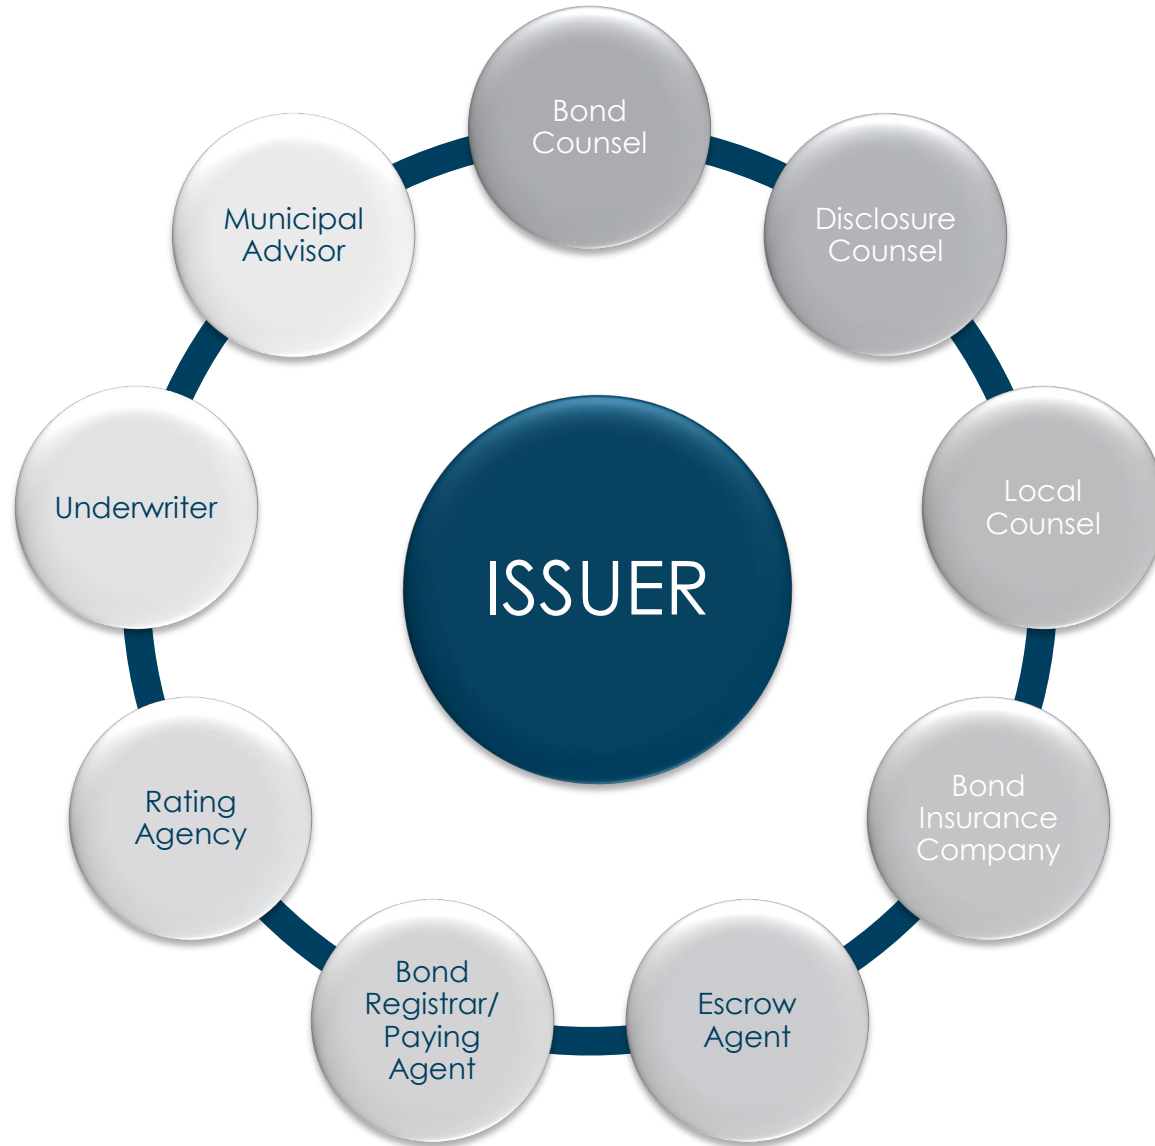 Bond
Counsel
Disclosure
Counsel
Local
Counsel
Bond
Insurance
Company
Escrow
Agent
Bond
Registrar/
Paying
Agent
Rating
Agency
Underwriter
Municipal
Advisor
ISSUER